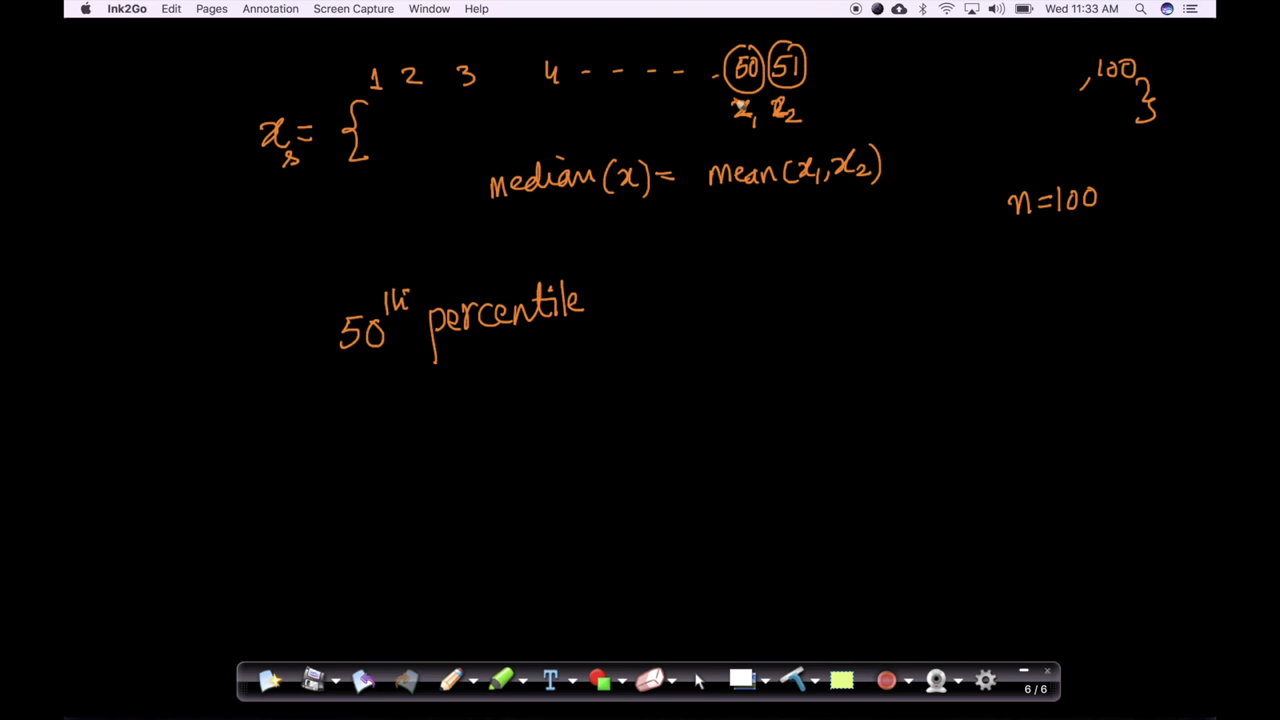 Ink2Go Edit Pages Annotation Screen Capture Window Help Wed 11:33 AM
1 2 3 4 - - - - . 50 51 , 100 }
x₁ x₂
xₛ = {
median(x) = mean(x₁, x₂)
n=100
50th percentile
T
6 / 6